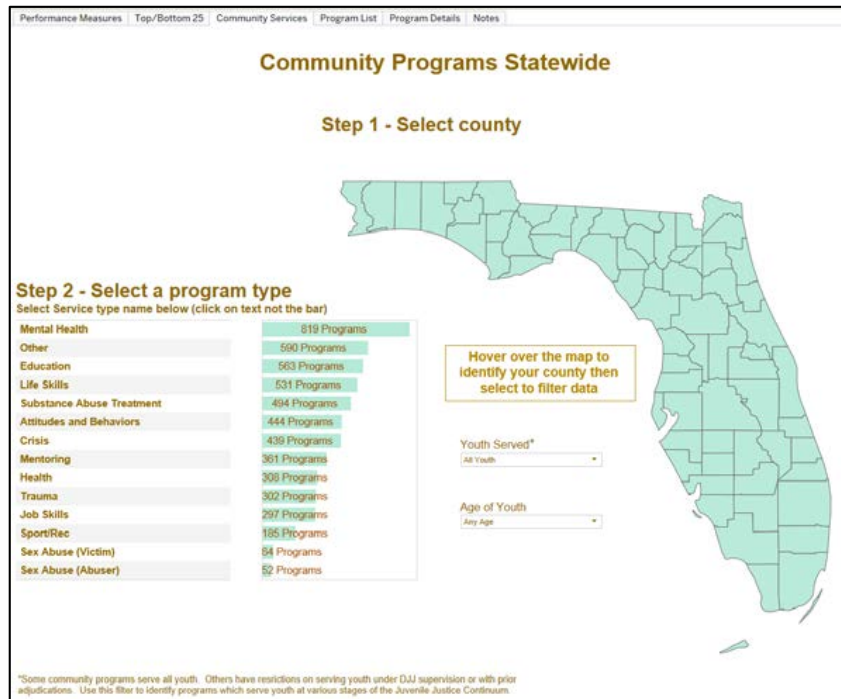 Performance Measures Top/Bottom 25 Community Services Program List Program Details Notes
Community Programs Statewide
Step 1 - Select county
Step 2 - Select a program type
Select Service type name below (click on text not the bar)
Mental Health 819 Programs
Other 590 Programs
Education 563 Programs
Life Skills 531 Programs
Substance Abuse Treatment 494 Programs
Attitudes and Behaviors 444 Programs
Crisis 439 Programs
Mentoring 361 Programs
Health 308 Programs
Trauma 302 Programs
Job Skills 297 Programs
Sport/Rec 185 Programs
Sex Abuse (Victim) 64 Programs
Sex Abuse (Abuser) 52 Programs
Hover over the map to
identify your county then
select to filter data
Youth Served*
All Youth
Age of Youth
Any Age
*Some community programs serve all youth. Others have resrictions on serving youth under DJJ supervision or with prior
adjudications. Use this filter to identify programs which serve youth at various stages of the Juvenile Justice Continuum.